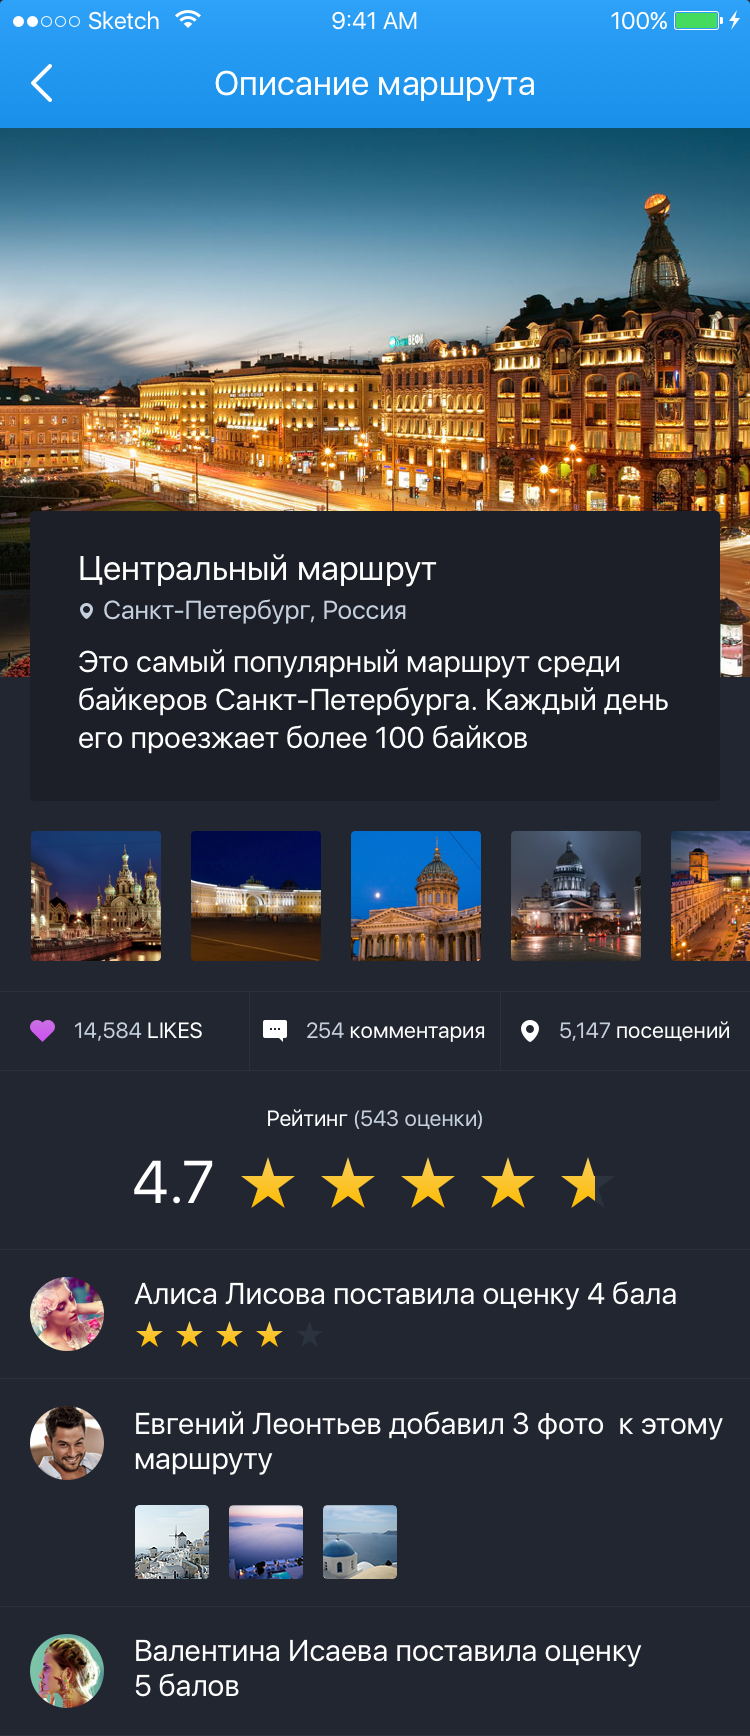 Sketch 9:41 AM 100%
Описание маршрута
Центральный маршрут
Санкт-Петербург, Россия
Это самый популярный маршрут среди
байкеров Санкт-Петербурга. Каждый день
его проезжает более 100 байков
14,584 LIKES 254 комментария 5,147 посещений
Рейтинг (543 оценки)
4.7
Алиса Лисова поставила оценку 4 бала
Евгений Леонтьев добавил 3 фото к этому
маршруту
Валентина Исаева поставила оценку
5 балов